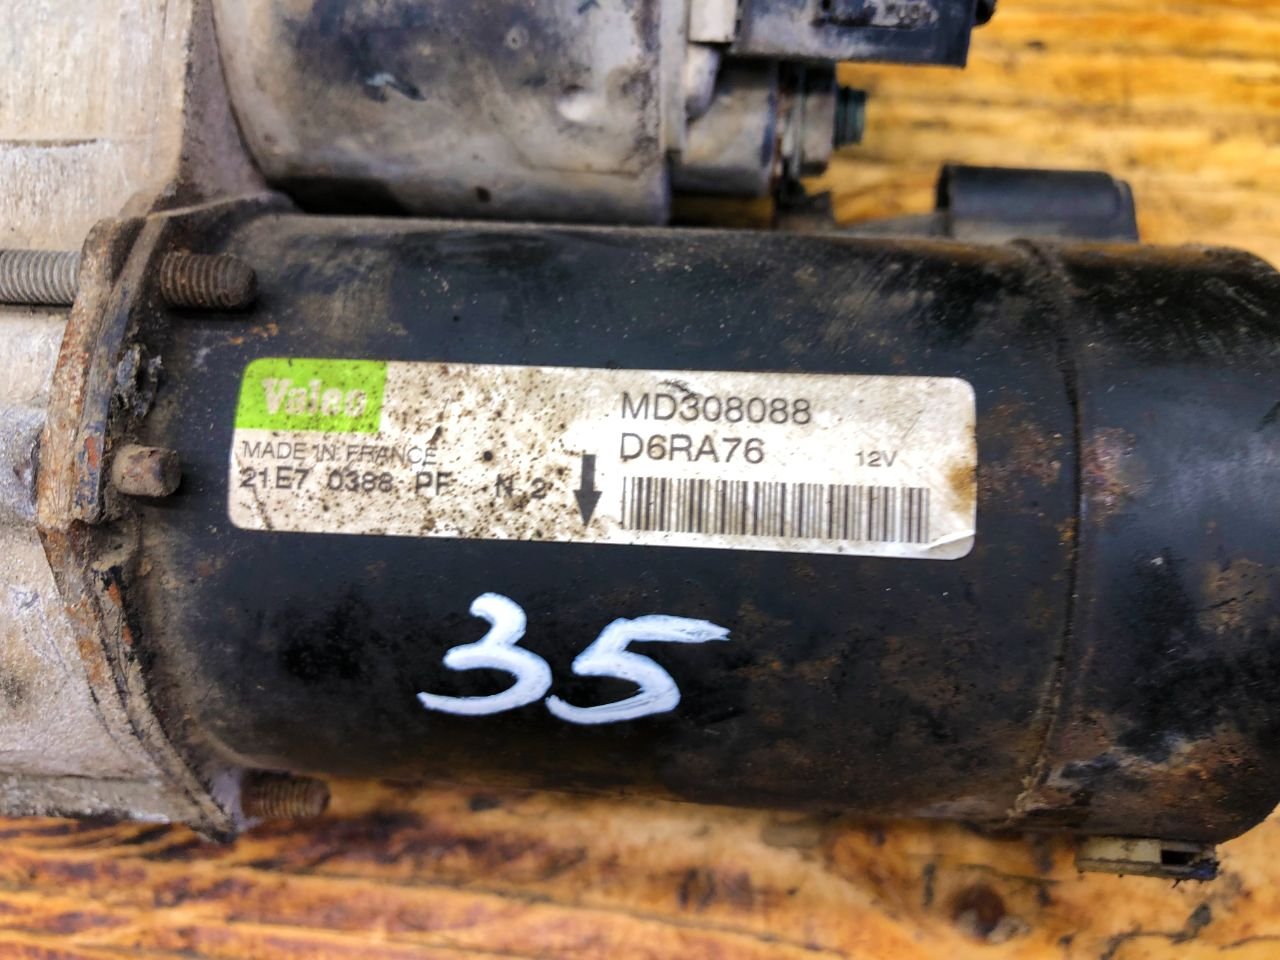 Valeo
MADE IN FRANCE
21E7 0388 PF N 2
MD308088
D6RA76 12V
35